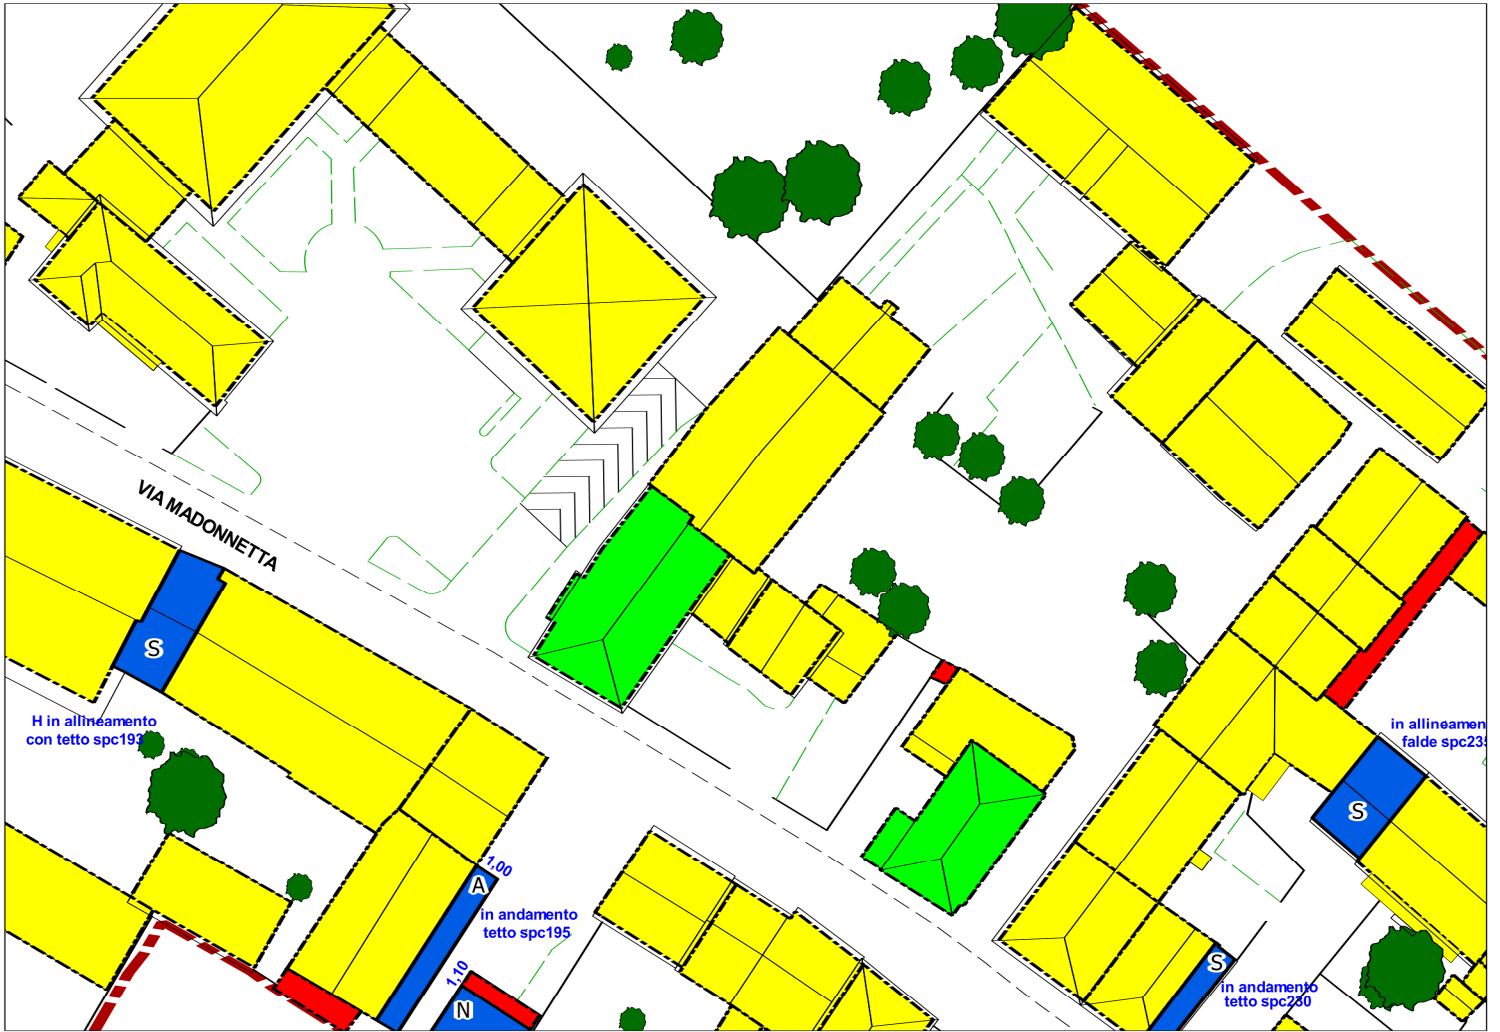 VIA MADONNETTA
S
H in allineamento
con tetto spc193
in allineamen
falde spc235
S
1,00
A
in andamento
tetto spc195
1,10
N
S
in andamento
tetto spc230